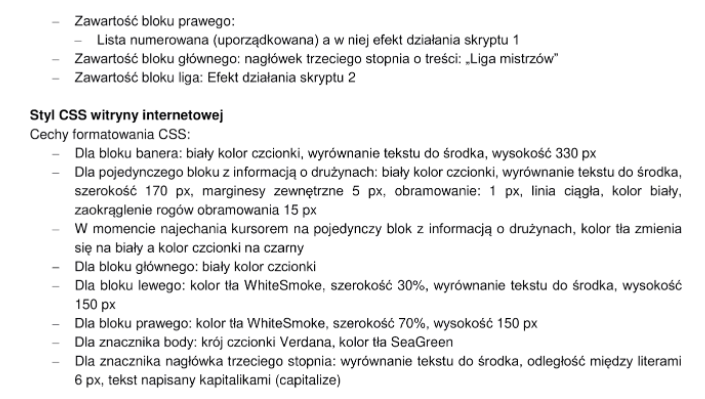 – Zawartość bloku prawego:
– Lista numerowana (uporządkowana) a w niej efekt działania skryptu 1
– Zawartość bloku głównego: nagłówek trzeciego stopnia o treści: „Liga mistrzów”
– Zawartość bloku liga: Efekt działania skryptu 2
Styl CSS witryny internetowej
Cechy formatowania CSS:
– Dla bloku banera: biały kolor czcionki, wyrównanie tekstu do środka, wysokość 330 px
– Dla pojedynczego bloku z informacją o drużynach: biały kolor czcionki, wyrównanie tekstu do środka,
szerokość 170 px, marginesy zewnętrzne 5 px, obramowanie: 1 px, linia ciągła, kolor biały,
zaokrąglenie rogów obramowania 15 px
– W momencie najechania kursorem na pojedynczy blok z informacją o drużynach, kolor tła zmienia
się na biały a kolor czcionki na czarny
– Dla bloku głównego: biały kolor czcionki
– Dla bloku lewego: kolor tła WhiteSmoke, szerokość 30%, wyrównanie tekstu do środka, wysokość
150 px
– Dla bloku prawego: kolor tła WhiteSmoke, szerokość 70%, wysokość 150 px
– Dla znacznika body: krój czcionki Verdana, kolor tła SeaGreen
– Dla znacznika nagłówka trzeciego stopnia: wyrównanie tekstu do środka, odległość między literami
6 px, tekst napisany kapitalikami (capitalize)